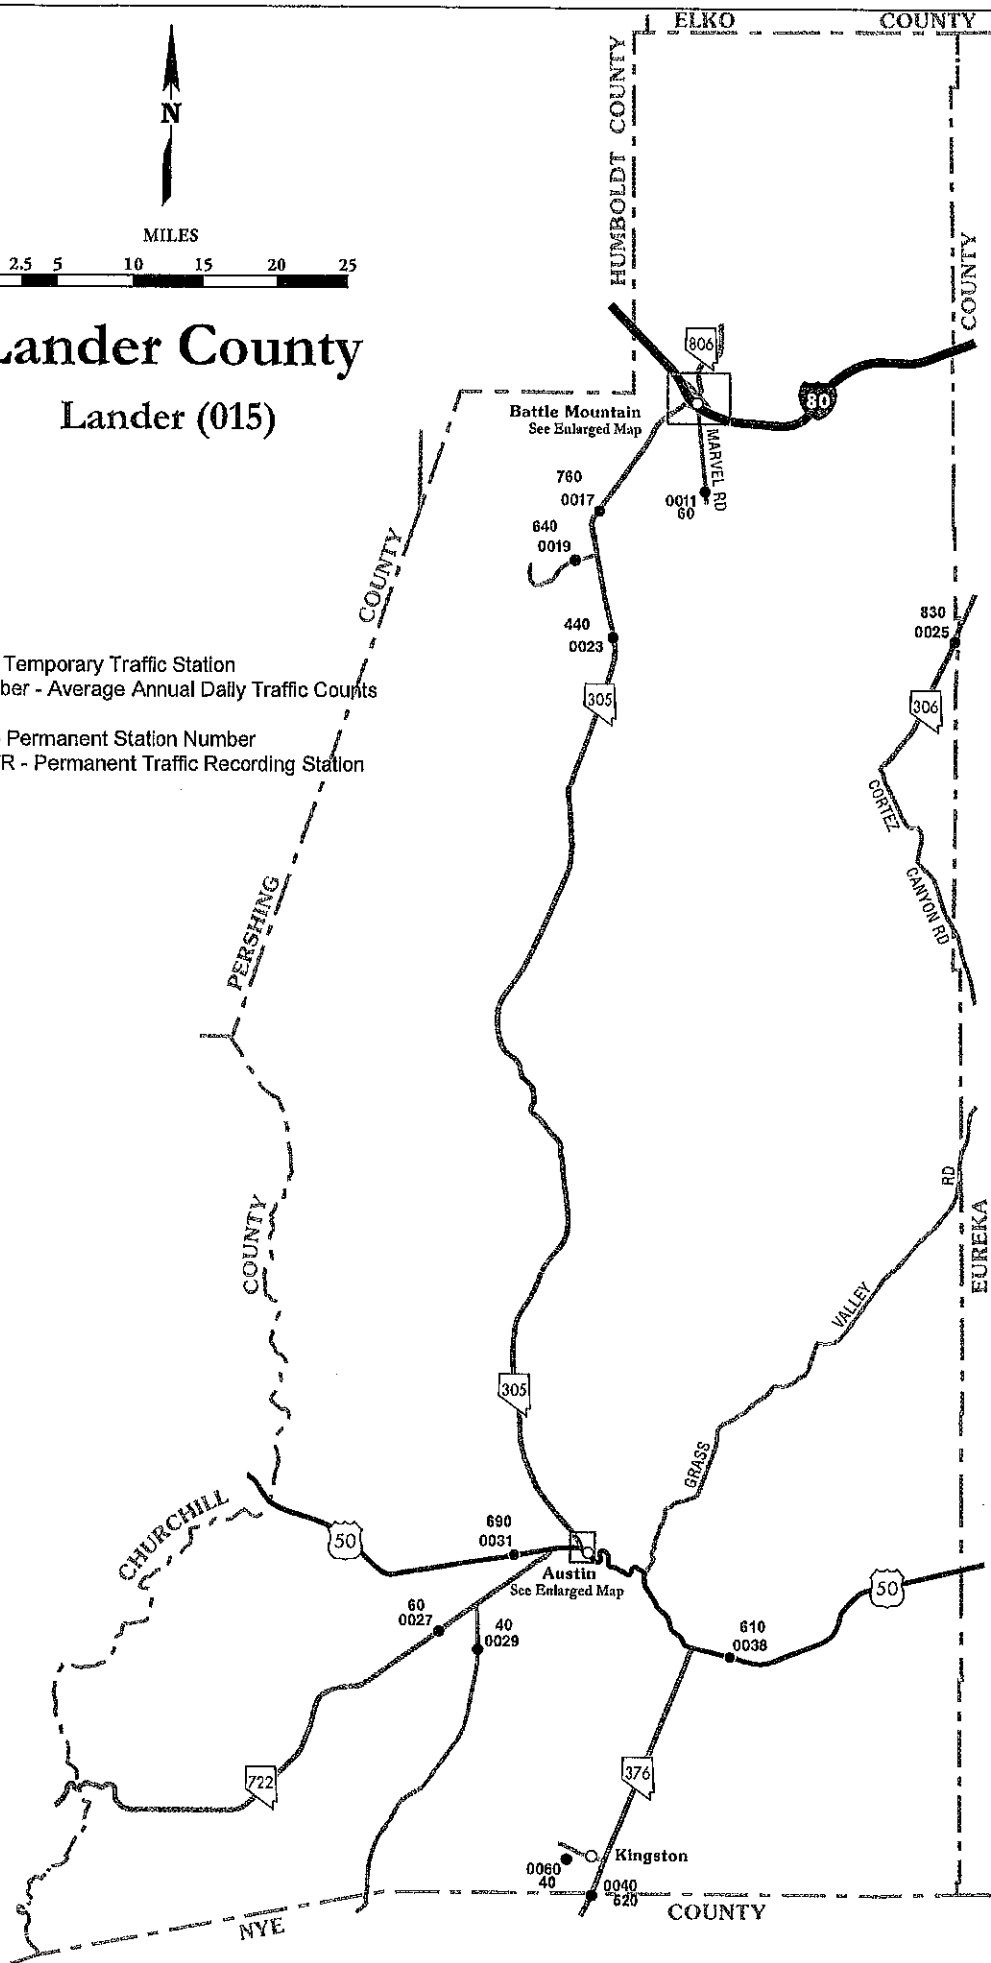 ELKO COUNTY
HUMBOLDT COUNTY
N
MILES
2.5 5 10 15 20 25
Lander County
Lander (015)
COUNTY
806
80
Battle Mountain
See Enlarged Map
MARVEL RD
760
0017
0011
60
640
0019
COUNTY
440
0023
830
0025
Temporary Traffic Station
ber - Average Annual Daily Traffic Counts
Permanent Station Number
R - Permanent Traffic Recording Station
305
306
CORTEZ
CANYON RD
PERSHING
RD
COUNTY
EUREKA
VALLEY
305
GRASS
CHURCHILL
50
690
0031
Austin
See Enlarged Map
50
60
0027
40
0029
610
0038
722
376
Kingston
0060
40
0040
620
NYE
COUNTY